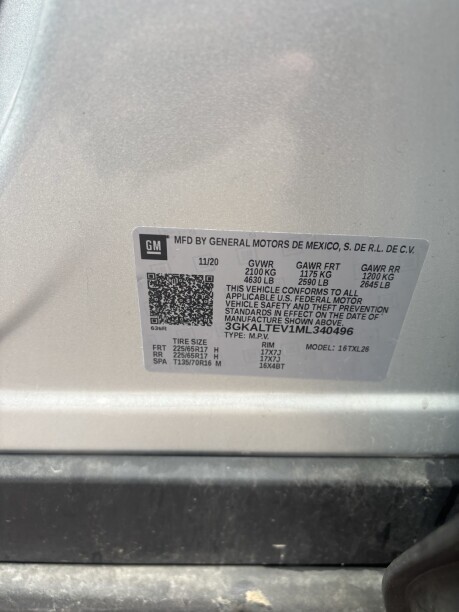 GM MFD BY GENERAL MOTORS DE MEXICO, S. DE R.L. DE C.V.
11/20 GVWR GAWR FRT GAWR RR
2100 KG 1175 KG 1200 KG
4630 LB 2590 LB 2645 LB
THIS VEHICLE CONFORMS TO ALL
APPLICABLE U.S. FEDERAL MOTOR
VEHICLE SAFETY AND THEFT PREVENTION
STANDARDS IN EFFECT ON THE DATE OF
MANUFACTURE SHOWN ABOVE.
3GKALTEV1ML340496
TYPE: M.P.V. MODEL: 1GTXL26
TIRE SIZE RIM
FRT 225/65R17 H 17X7J
RR 225/65R17 H 17X7J
SPA T135/70R16 M 16X4BT